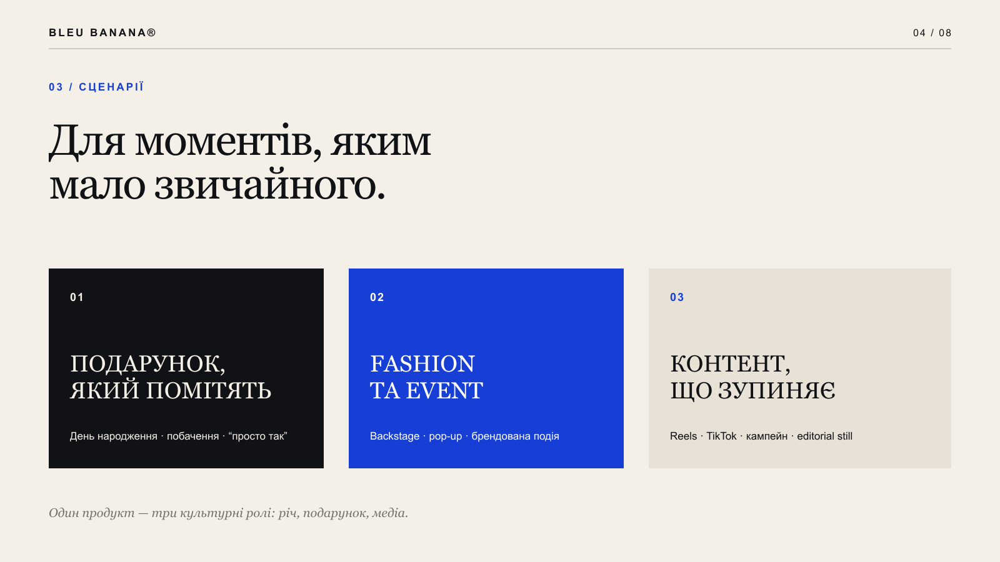 BLEU BANANA®
04 / 08
03 / СЦЕНАРІЇ
Для моментів, яким
мало звичайного.
01
ПОДАРУНОК,
ЯКИЙ ПОМІТЯТЬ
День народження · побачення · “просто так”
02
FASHION
ТА EVENT
Backstage · pop-up · брендована подія
03
КОНТЕНТ,
ЩО ЗУПИНЯЄ
Reels · TikTok · кампейн · editorial still
Один продукт — три культурні ролі: річ, подарунок, медіа.